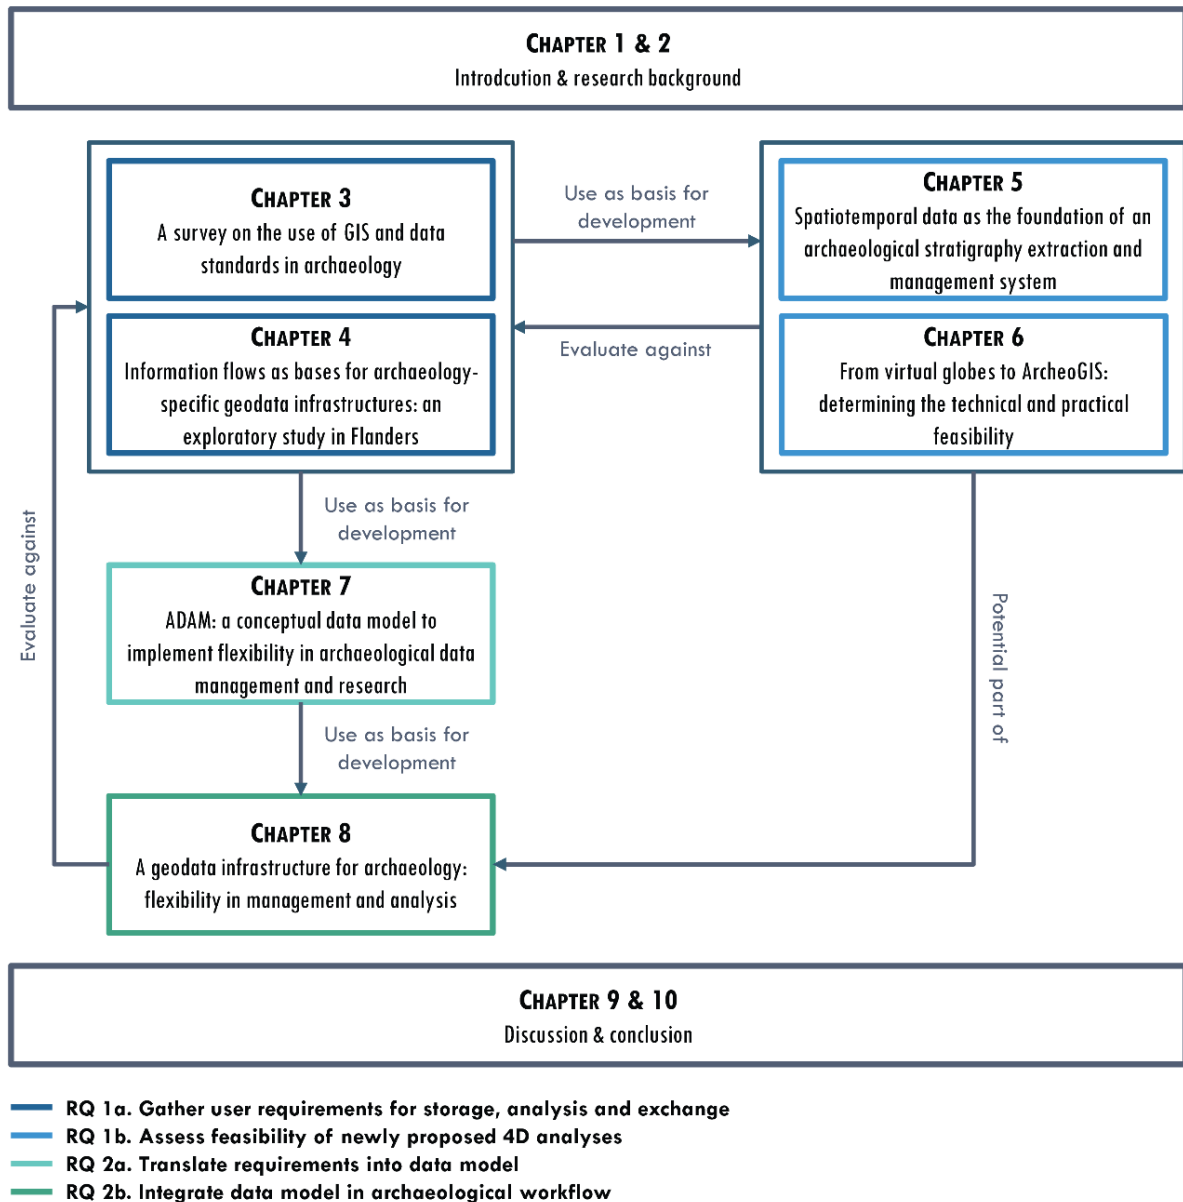 CHAPTER 1 & 2
Introdcution & research background
CHAPTER 3
A survey on the use of GIS and data
standards in archaeology
CHAPTER 4
Information flows as bases for archaeology-
specific geodata infrastructures: an
exploratory study in Flanders
Use as basis for
development
Evaluate against
CHAPTER 5
Spatiotemporal data as the foundation of an
archaeological stratigraphy extraction and
management system
CHAPTER 6
From virtual globes to ArcheoGIS:
determining the technical and practical
feasibility
Use as basis for
development
Evaluate against
CHAPTER 7
ADAM: a conceptual data model to
implement flexibility in archaeological data
management and research
Potential part of
Use as basis for
development
CHAPTER 8
A geodata infrastructure for archaeology:
flexibility in management and analysis
CHAPTER 9 & 10
Discussion & conclusion
RQ 1a. Gather user requirements for storage, analysis and exchange
RQ 1b. Assess feasibility of newly proposed 4D analyses
RQ 2a. Translate requirements into data model
RQ 2b. Integrate data model in archaeological workflow